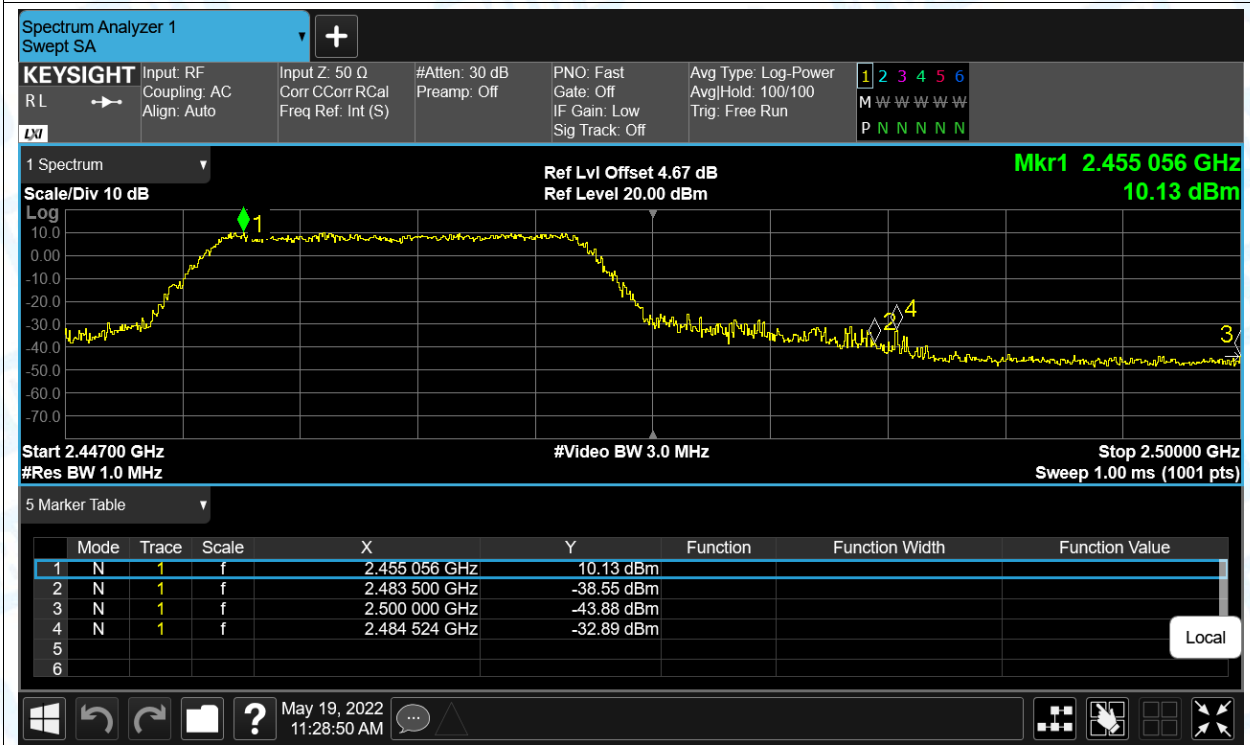 Spectrum Analyzer 1
Swept SA
+
KEYSIGHT
R L
LXI
Input: RF
Coupling: AC
Align: Auto
Input Z: 50 Ω
Corr CCorr RCal
Freq Ref: Int (S)
#Atten: 30 dB
Preamp: Off
PNO: Fast
Gate: Off
IF Gain: Low
Sig Track: Off
Avg Type: Log-Power
Avg|Hold: 100/100
Trig: Free Run
1 2 3 4 5 6
M W W W W W
P N N N N N
1 Spectrum
Scale/Div 10 dB
Ref Lvl Offset 4.67 dB
Ref Level 20.00 dBm
Mkr1 2.455 056 GHz
10.13 dBm
Log
10.0
0.00
-10.0
-20.0
-30.0
-40.0
-50.0
-60.0
-70.0
1
2
4
3
Start 2.44700 GHz
#Video BW 3.0 MHz
Stop 2.50000 GHz
#Res BW 1.0 MHz
Sweep 1.00 ms (1001 pts)
5 Marker Table
Mode Trace Scale X Y Function Function Width Function Value
1 N 1 f 2.455 056 GHz 10.13 dBm
2 N 1 f 2.483 500 GHz -38.55 dBm
3 N 1 f 2.500 000 GHz -43.88 dBm
4 N 1 f 2.484 524 GHz -32.89 dBm
5
6
Local
?
May 19, 2022
11:28:50 AM